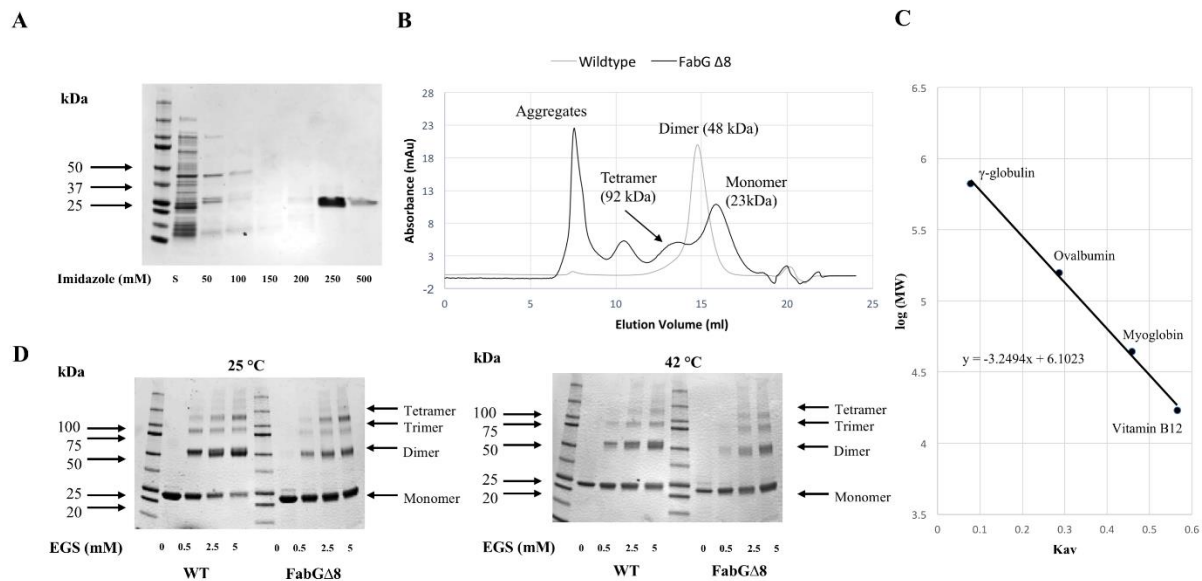 A
kDa
50
37
25
Imidazole (mM) S 50 100 150 200 250 500
B
Wildtype FabG Δ8
Absorbance (mAu)
28
23
18
13
8
3
-2
Aggregates
Tetramer
(92 kDa)
Dimer (48 kDa)
Monomer
(23kDa)
0 5 10 15 20 25
Elution Volume (ml)
C
log (MW)
6.5
6
5.5
5
4.5
4
3.5
γ-globulin
Ovalbumin
Myoglobin
y = -3.2494x + 6.1023
Vitamin B12
0 0.1 0.2 0.3 0.4 0.5 0.6
Kav
D
25 °C
kDa
100
75
50
25
20
Tetramer
Trimer
Dimer
Monomer
EGS (mM) 0 0.5 2.5 5 0 0.5 2.5 5
WT FabGΔ8
42 °C
kDa
100
75
50
25
20
Tetramer
Trimer
Dimer
Monomer
EGS (mM) 0 0.5 2.5 5 0 0.5 2.5 5
WT FabGΔ8